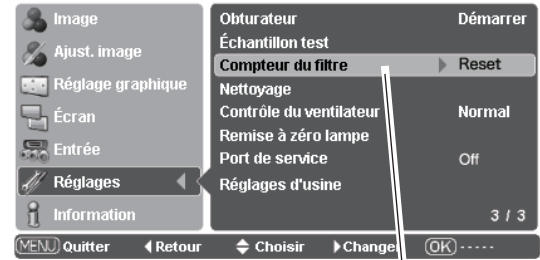 Image
Ajust. image
Réglage graphique
Écran
Entrée
Réglages
Information
Obturateur Démarrer
Échantillon test
Compteur du filtre Reset
Nettoyage
Contrôle du ventilateur Normal
Remise à zéro lampe
Port de service Off
Réglages d'usine
3 / 3
MENU Quitter Retour Choisir Changer OK -----